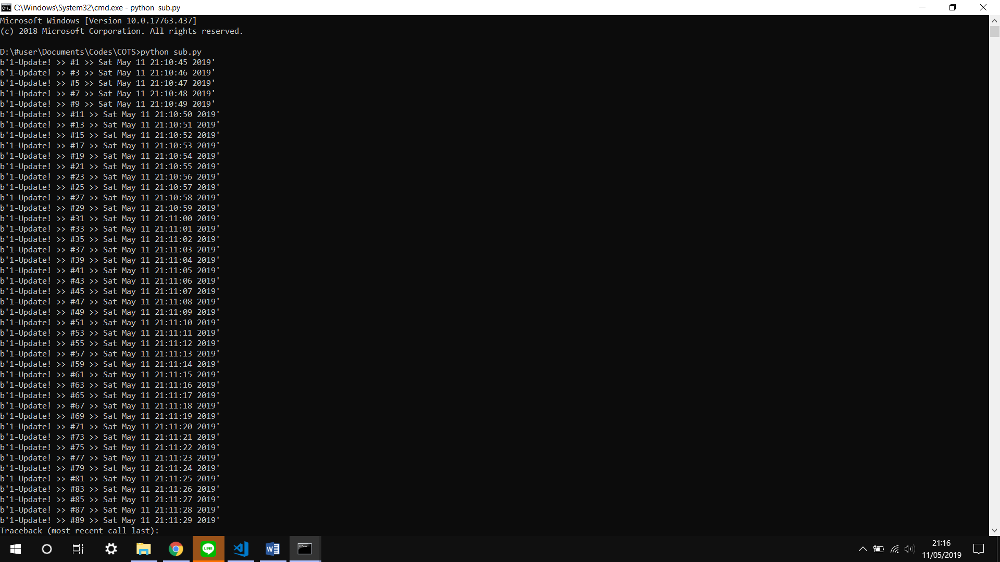 C:\Windows\System32\cmd.exe - python  sub.py
Microsoft Windows [Version 10.0.17763.437]
(c) 2018 Microsoft Corporation. All rights reserved.
D:\#user\Documents\Codes\COTS>python sub.py
b'1-Update! >> #1 >> Sat May 11 21:10:45 2019'
b'1-Update! >> #3 >> Sat May 11 21:10:46 2019'
b'1-Update! >> #5 >> Sat May 11 21:10:47 2019'
b'1-Update! >> #7 >> Sat May 11 21:10:48 2019'
b'1-Update! >> #9 >> Sat May 11 21:10:49 2019'
b'1-Update! >> #11 >> Sat May 11 21:10:50 2019'
b'1-Update! >> #13 >> Sat May 11 21:10:51 2019'
b'1-Update! >> #15 >> Sat May 11 21:10:52 2019'
b'1-Update! >> #17 >> Sat May 11 21:10:53 2019'
b'1-Update! >> #19 >> Sat May 11 21:10:54 2019'
b'1-Update! >> #21 >> Sat May 11 21:10:55 2019'
b'1-Update! >> #23 >> Sat May 11 21:10:56 2019'
b'1-Update! >> #25 >> Sat May 11 21:10:57 2019'
b'1-Update! >> #27 >> Sat May 11 21:10:58 2019'
b'1-Update! >> #29 >> Sat May 11 21:10:59 2019'
b'1-Update! >> #31 >> Sat May 11 21:11:00 2019'
b'1-Update! >> #33 >> Sat May 11 21:11:01 2019'
b'1-Update! >> #35 >> Sat May 11 21:11:02 2019'
b'1-Update! >> #37 >> Sat May 11 21:11:03 2019'
b'1-Update! >> #39 >> Sat May 11 21:11:04 2019'
b'1-Update! >> #41 >> Sat May 11 21:11:05 2019'
b'1-Update! >> #43 >> Sat May 11 21:11:06 2019'
b'1-Update! >> #45 >> Sat May 11 21:11:07 2019'
b'1-Update! >> #47 >> Sat May 11 21:11:08 2019'
b'1-Update! >> #49 >> Sat May 11 21:11:09 2019'
b'1-Update! >> #51 >> Sat May 11 21:11:10 2019'
b'1-Update! >> #53 >> Sat May 11 21:11:11 2019'
b'1-Update! >> #55 >> Sat May 11 21:11:12 2019'
b'1-Update! >> #57 >> Sat May 11 21:11:13 2019'
b'1-Update! >> #59 >> Sat May 11 21:11:14 2019'
b'1-Update! >> #61 >> Sat May 11 21:11:15 2019'
b'1-Update! >> #63 >> Sat May 11 21:11:16 2019'
b'1-Update! >> #65 >> Sat May 11 21:11:17 2019'
b'1-Update! >> #67 >> Sat May 11 21:11:18 2019'
b'1-Update! >> #69 >> Sat May 11 21:11:19 2019'
b'1-Update! >> #71 >> Sat May 11 21:11:20 2019'
b'1-Update! >> #73 >> Sat May 11 21:11:21 2019'
b'1-Update! >> #75 >> Sat May 11 21:11:22 2019'
b'1-Update! >> #77 >> Sat May 11 21:11:23 2019'
b'1-Update! >> #79 >> Sat May 11 21:11:24 2019'
b'1-Update! >> #81 >> Sat May 11 21:11:25 2019'
b'1-Update! >> #83 >> Sat May 11 21:11:26 2019'
b'1-Update! >> #85 >> Sat May 11 21:11:27 2019'
b'1-Update! >> #87 >> Sat May 11 21:11:28 2019'
b'1-Update! >> #89 >> Sat May 11 21:11:29 2019'
Traceback (most recent call last):
LINE
21:16
11/05/2019